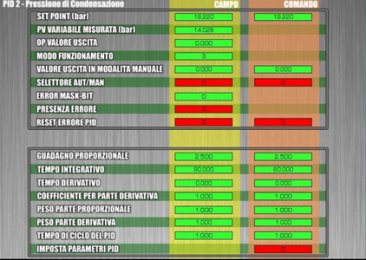 PID 2 - Pressione di Condensazione CAMPO COMANDO
SET POINT (bar) 18.220 18.220
PV VARIABILE MISURATA (bar) 14.026
OP VALORE USCITA 0.000
MODO FUNZIONAMENTO
VALORE USCITA IN MODALITA MANUALE 0.000 0.000
SELETTORE AUT/MAN 0 0
ERROR MASK-BIT 0
PRESENZA ERRORE 0
RESET ERRORE PID 0 0
GUADAGNO PROPORZIONALE 2.500 2.500
TEMPO INTEGRATIVO 80.000 80.000
TEMPO DERIVATIVO 0.000 0.000
COEFFICIENTE PER PARTE DERIVATIVA 1.000 1.000
PESO PARTE PROPORZIONALE 1.000 1.000
PESO PARTE DERIVATIVA 1.000 1.000
TEMPO DI CICLO DEL PID 1.000 1.000
IMPOSTA PARAMETRI PID 0